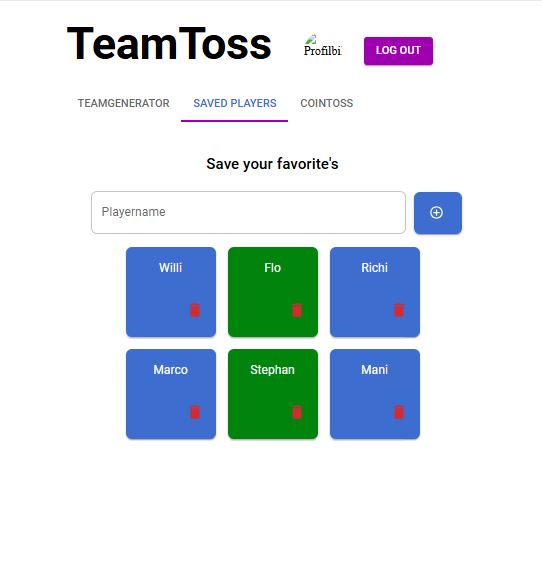 TeamToss
Profilbi
LOG OUT
TEAMGENERATOR SAVED PLAYERS COINTOSS
Save your favorite's
Playername
Willi Flo Richi
Marco Stephan Mani